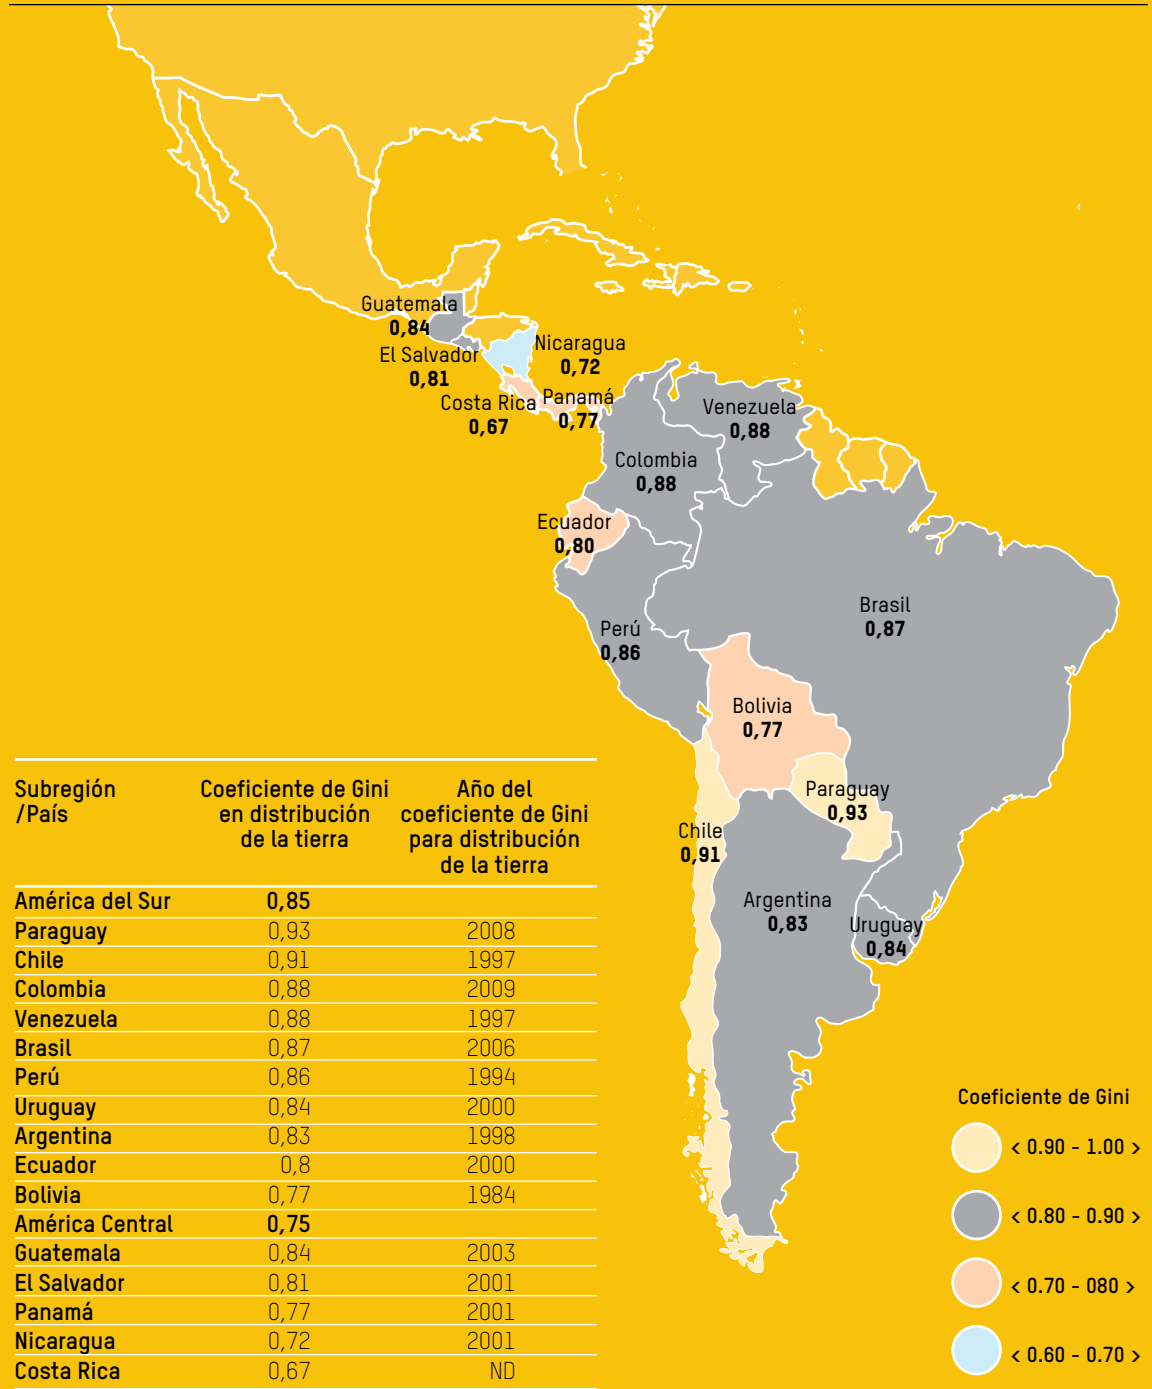 Guatemala
0,84
El Salvador
0,81
Nicaragua
0,72
Costa Rica
0,67
Panamá
0,77
Venezuela
0,88
Colombia
0,88
Ecuador
0,80
Brasil
0,87
Perú
0,86
Bolivia
0,77
Paraguay
0,93
Chile
0,91
Argentina
0,83
Uruguay
0,84
Subregión /País Coeficiente de Gini en distribución de la tierra Año del coeficiente de Gini para distribución de la tierra
América del Sur 0,85
Paraguay 0,93 2008
Chile 0,91 1997
Colombia 0,88 2009
Venezuela 0,88 1997
Brasil 0,87 2006
Perú 0,86 1994
Uruguay 0,84 2000
Argentina 0,83 1998
Ecuador 0,8 2000
Bolivia 0,77 1984
América Central 0,75
Guatemala 0,84 2003
El Salvador 0,81 2001
Panamá 0,77 2001
Nicaragua 0,72 2001
Costa Rica 0,67 ND
Coeficiente de Gini
< 0.90 - 1.00 >
< 0.80 - 0.90 >
< 0.70 - 080 >
< 0.60 - 0.70 >